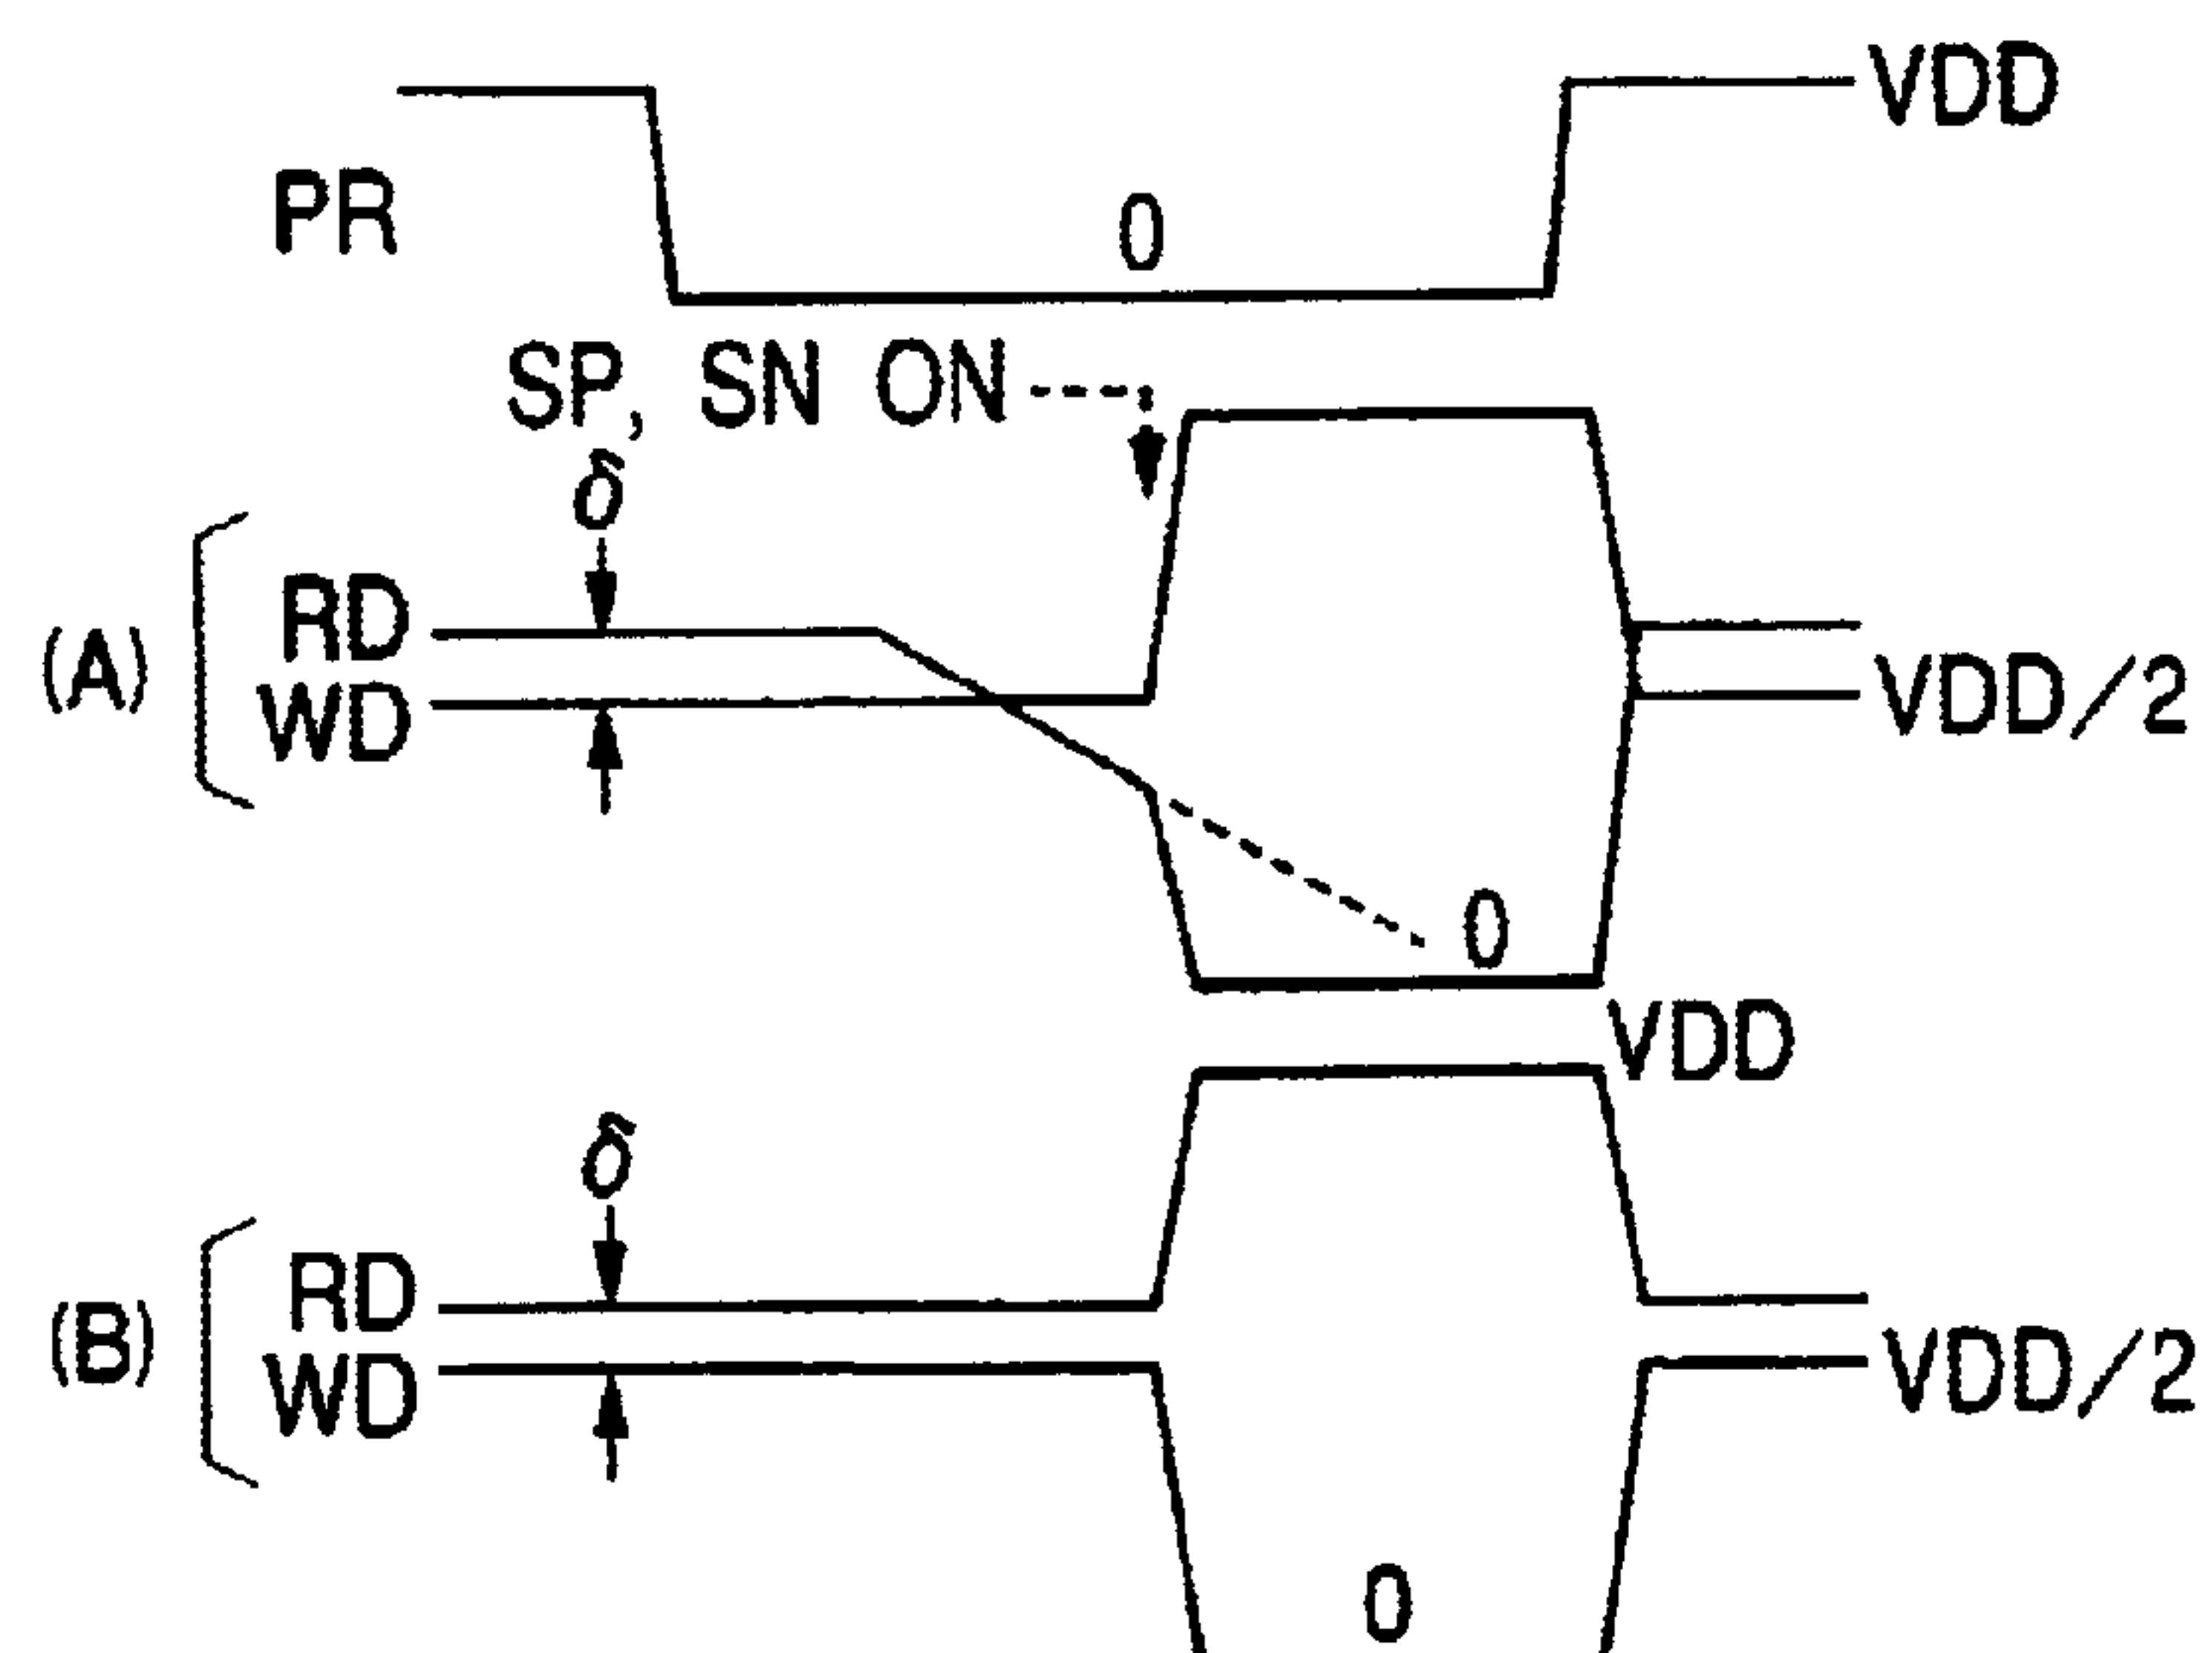 VDD
PR
0
SP, SN ON
δ
RD
(A)
WD
VDD/2
0
VDD
δ
RD
(B)
WD
VDD/2
0